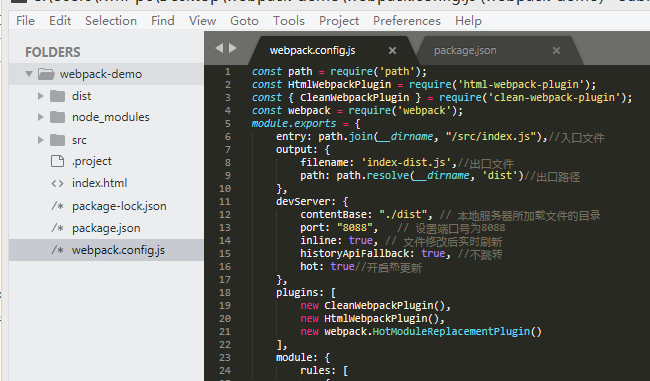 File Edit Selection Find View Goto Tools Project Preferences Help
FOLDERS
webpack-demo
dist
node_modules
src
.project
index.html
package-lock.json
package.json
webpack.config.js
webpack.config.js
package.json
1 const path = require('path');
2 const HtmlWebpackPlugin = require('html-webpack-plugin');
3 const { CleanWebpackPlugin } = require('clean-webpack-plugin');
4 const webpack = require('webpack');
5 module.exports = {
6 entry: path.join(__dirname, "/src/index.js"),//入口文件
7 output: {
8 filename: 'index-dist.js',//出口文件
9 path: path.resolve(__dirname, 'dist')//出口路径
10 },
11 devServer: {
12 contentBase: "./dist", // 本地服务器所加载文件的目录
13 port: "8088", // 设置端口号为8088
14 inline: true, // 文件修改后实时刷新
15 historyApiFallback: true, //不跳转
16 hot: true//开启热更新
17 },
18 plugins: [
19 new CleanWebpackPlugin(),
20 new HtmlWebpackPlugin(),
21 new webpack.HotModuleReplacementPlugin()
22 ],
23 module: {
24 rules: [